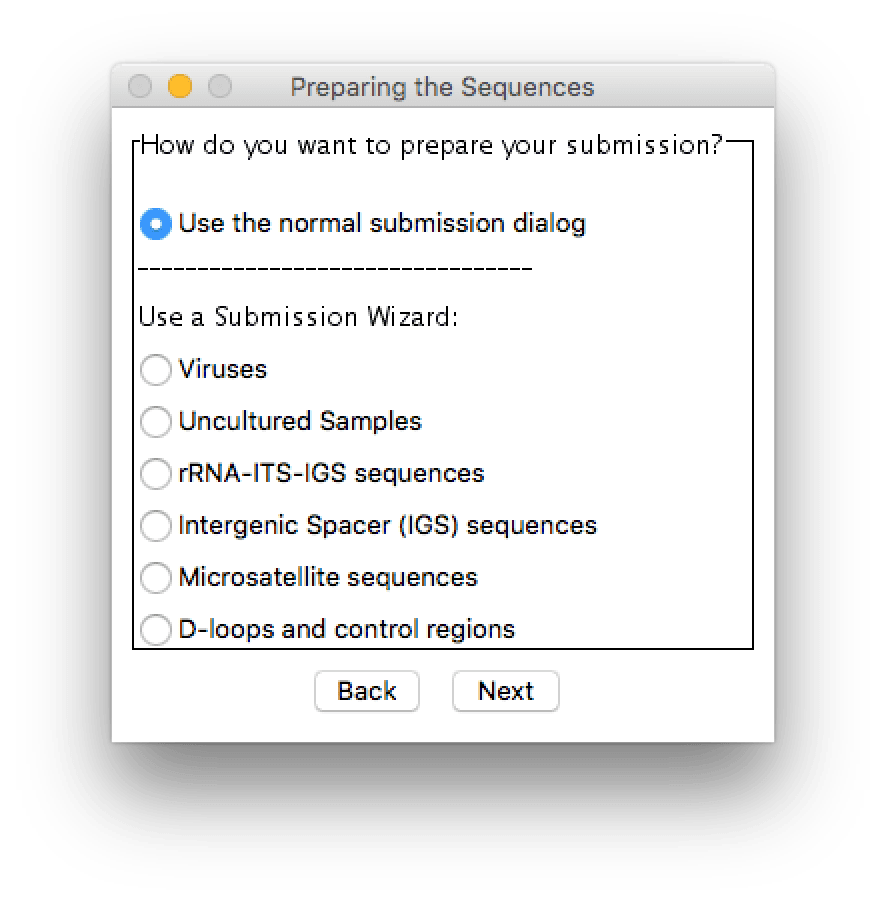 Preparing the Sequences
How do you want to prepare your submission?
Use the normal submission dialog
---------------------------------
Use a Submission Wizard:
Viruses
Uncultured Samples
rRNA-ITS-IGS sequences
Intergenic Spacer (IGS) sequences
Microsatellite sequences
D-loops and control regions
Back Next